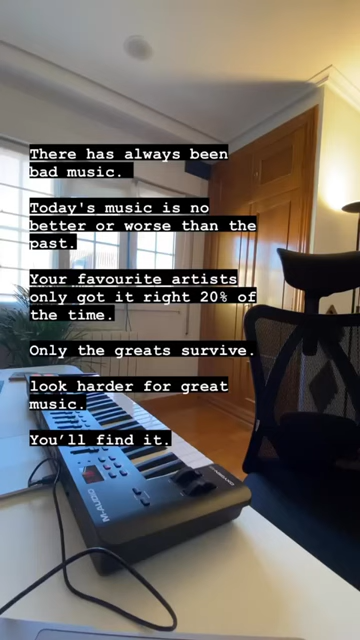 There has always been
bad music.
Today's music is no
better or worse than the
past.
Your favourite artists
only got it right 20% of
the time.
Only the greats survive.
look harder for great
music.
You’ll find it.
M-AUDIO